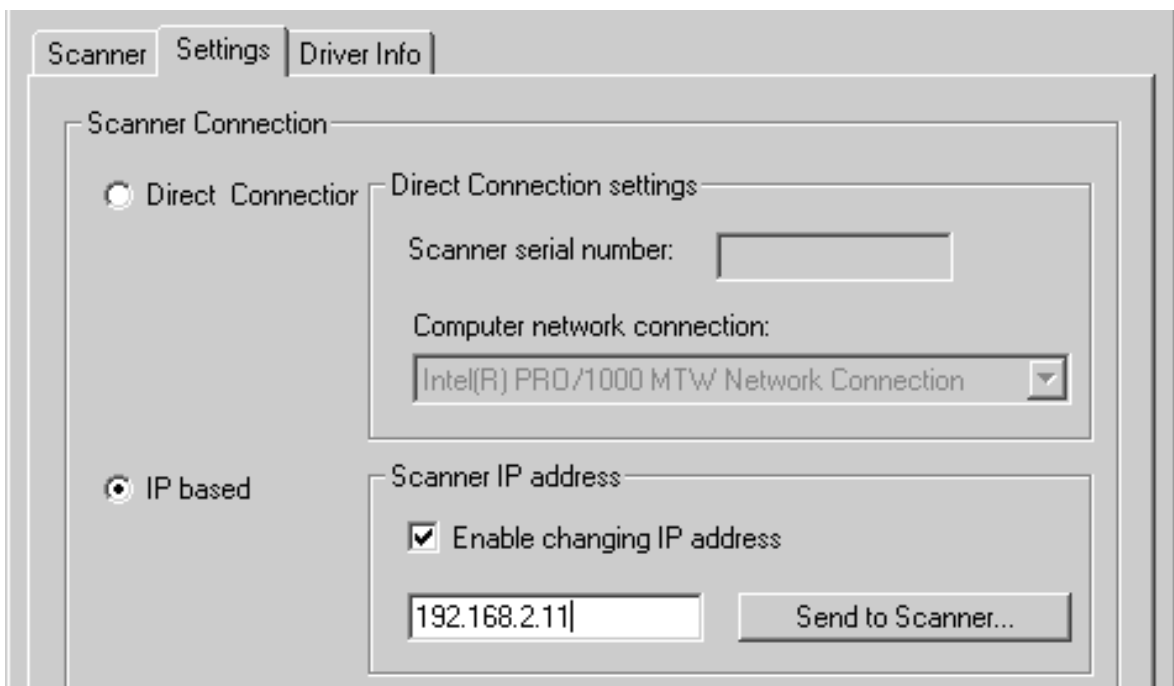 Scanner Settings Driver Info
Scanner Connection
Direct Connectior
Direct Connection settings
Scanner serial number:
Computer network connection:
Intel(R) PRO/1000 MTW Network Connection
IP based
Scanner IP address
Enable changing IP address
192.168.2.11
Send to Scanner...